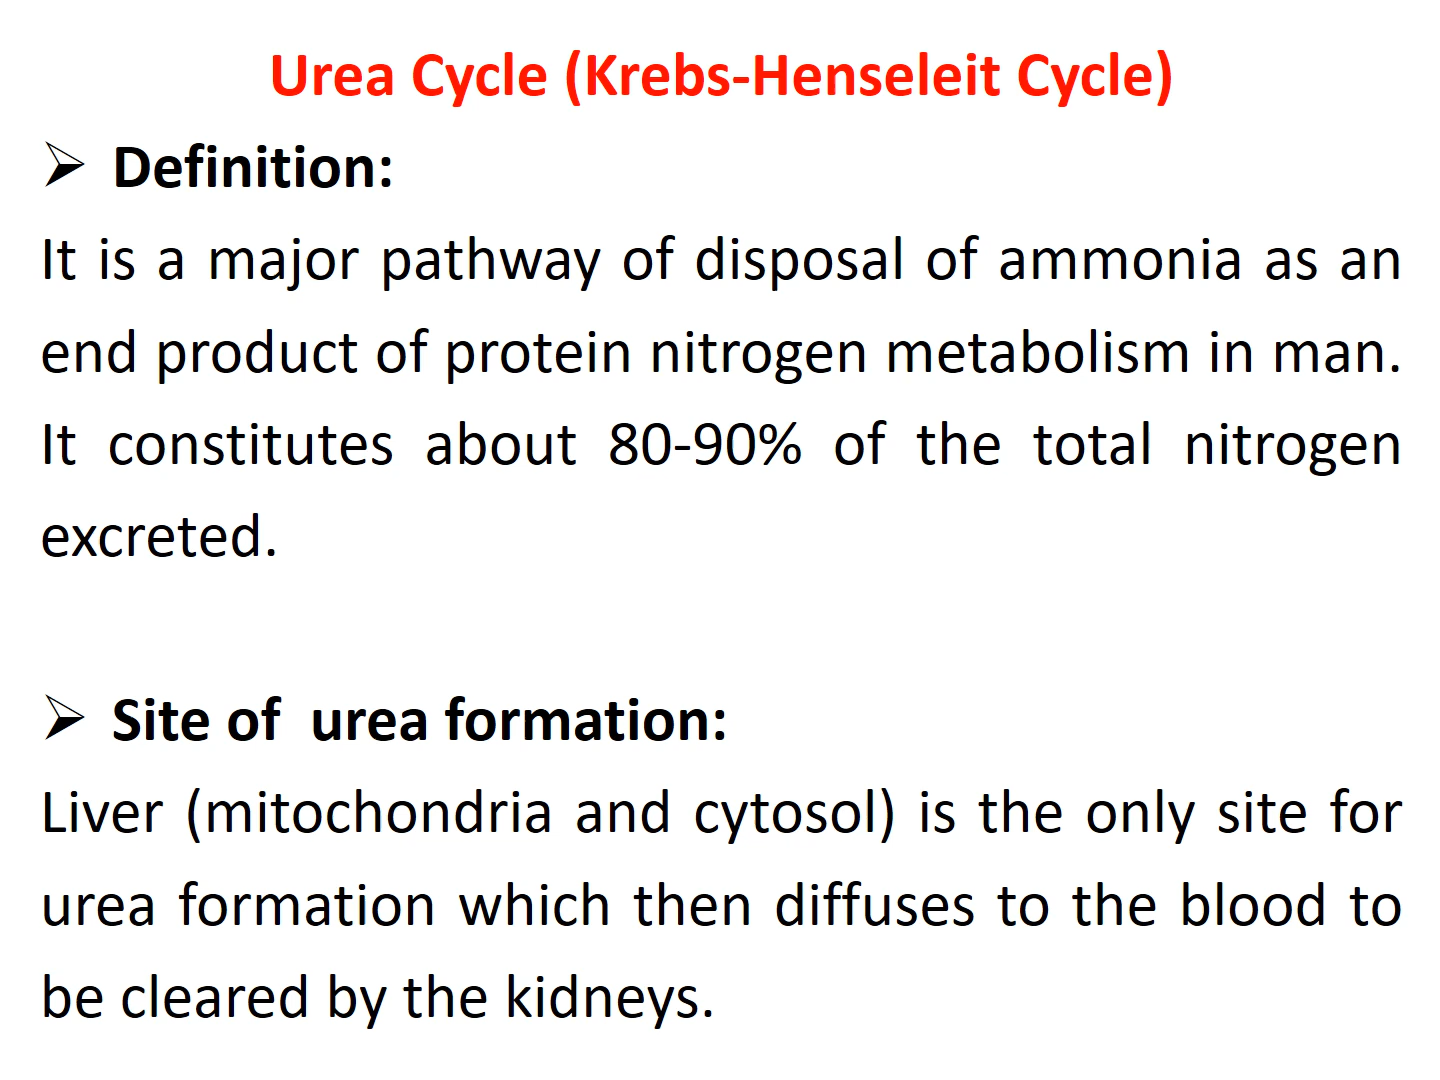 Urea Cycle (Krebs-Henseleit Cycle)
➢ Definition:
It is a major pathway of disposal of ammonia as an
end product of protein nitrogen metabolism in man.
It constitutes about 80-90% of the total nitrogen
excreted.
➢ Site of  urea formation:
Liver (mitochondria and cytosol) is the only site for
urea formation which then diffuses to the blood to
be cleared by the kidneys.